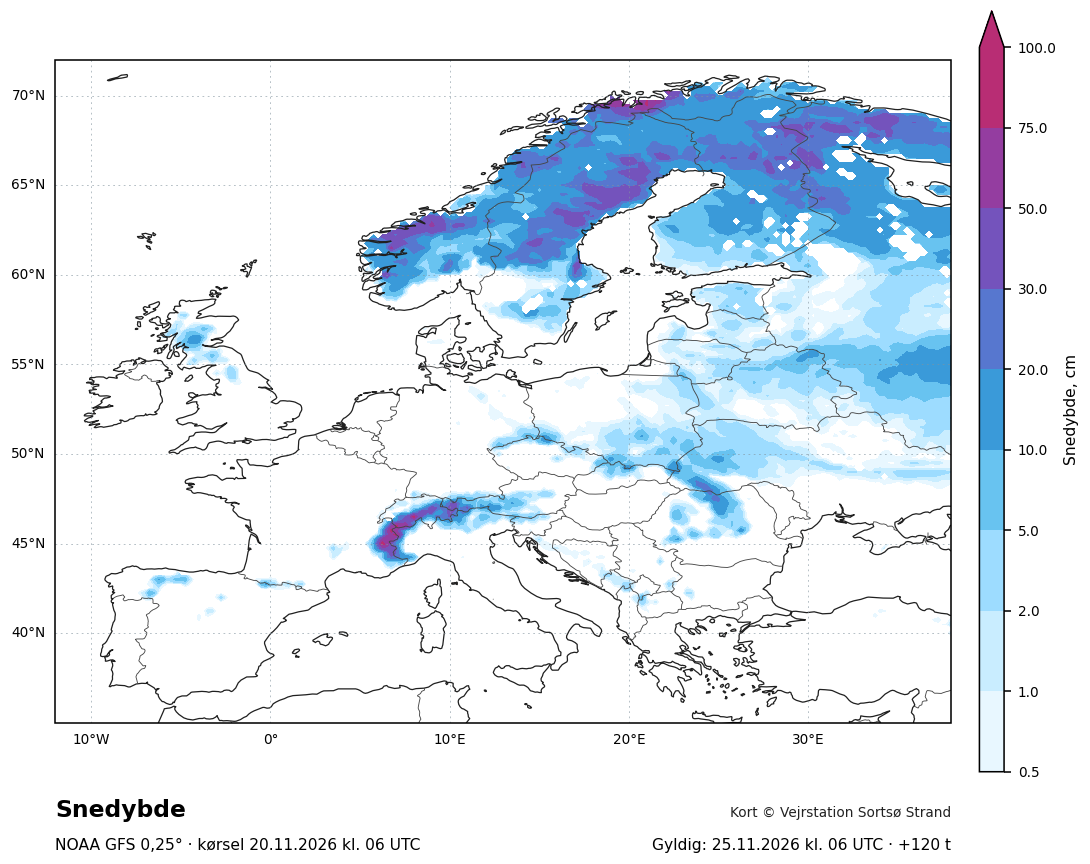 100.0
75.0
50.0
30.0
20.0
10.0
5.0
2.0
1.0
0.5
Snedybde, cm
70°N
65°N
60°N
55°N
50°N
45°N
40°N
10°W 0° 10°E 20°E 30°E
Snedybde
Kort © Vejrstation Sortsø Strand
NOAA GFS 0,25° · kørsel 20.11.2026 kl. 06 UTC
Gyldig: 25.11.2026 kl. 06 UTC · +120 t